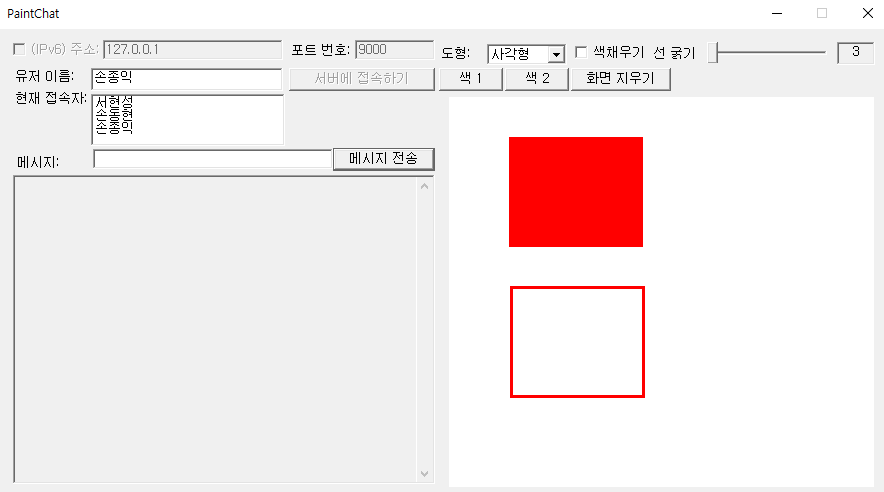 PaintChat
(IPv6) 주소: 127.0.0.1 포트 번호: 9000 도형: 사각형 색채우기 선 굵기 3
유저 이름: 손종익 서버에 접속하기 색 1 색 2 화면 지우기
현재 접속자: 서현성
손동현
손종익
메시지: 메시지 전송